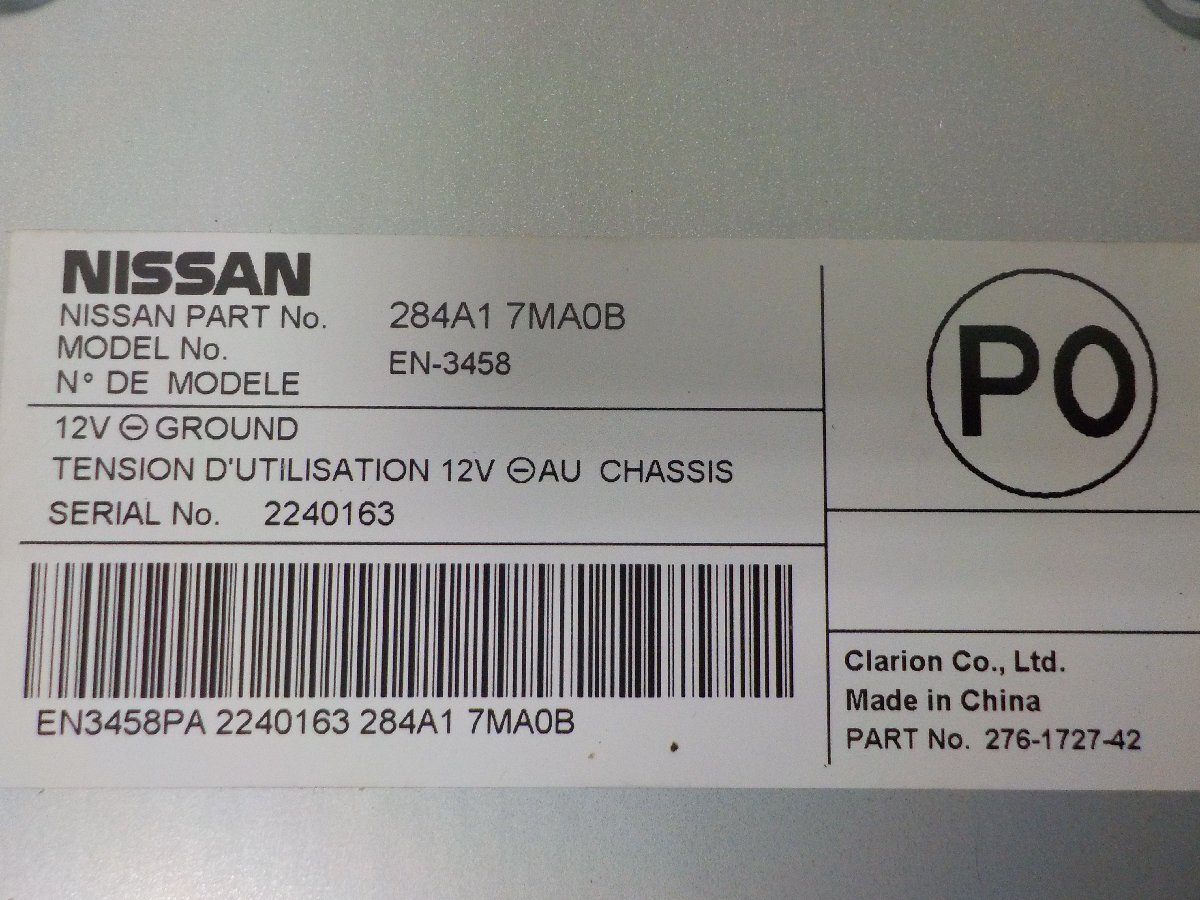 NISSAN
NISSAN PART No. 284A1 7MA0B
MODEL No.
N° DE MODELE EN-3458
12V ⊖ GROUND
TENSION D'UTILISATION 12V ⊖ AU CHASSIS
SERIAL No. 2240163
EN3458PA 2240163 284A1 7MA0B
P0
Clarion Co., Ltd.
Made in China
PART No. 276-1727-42